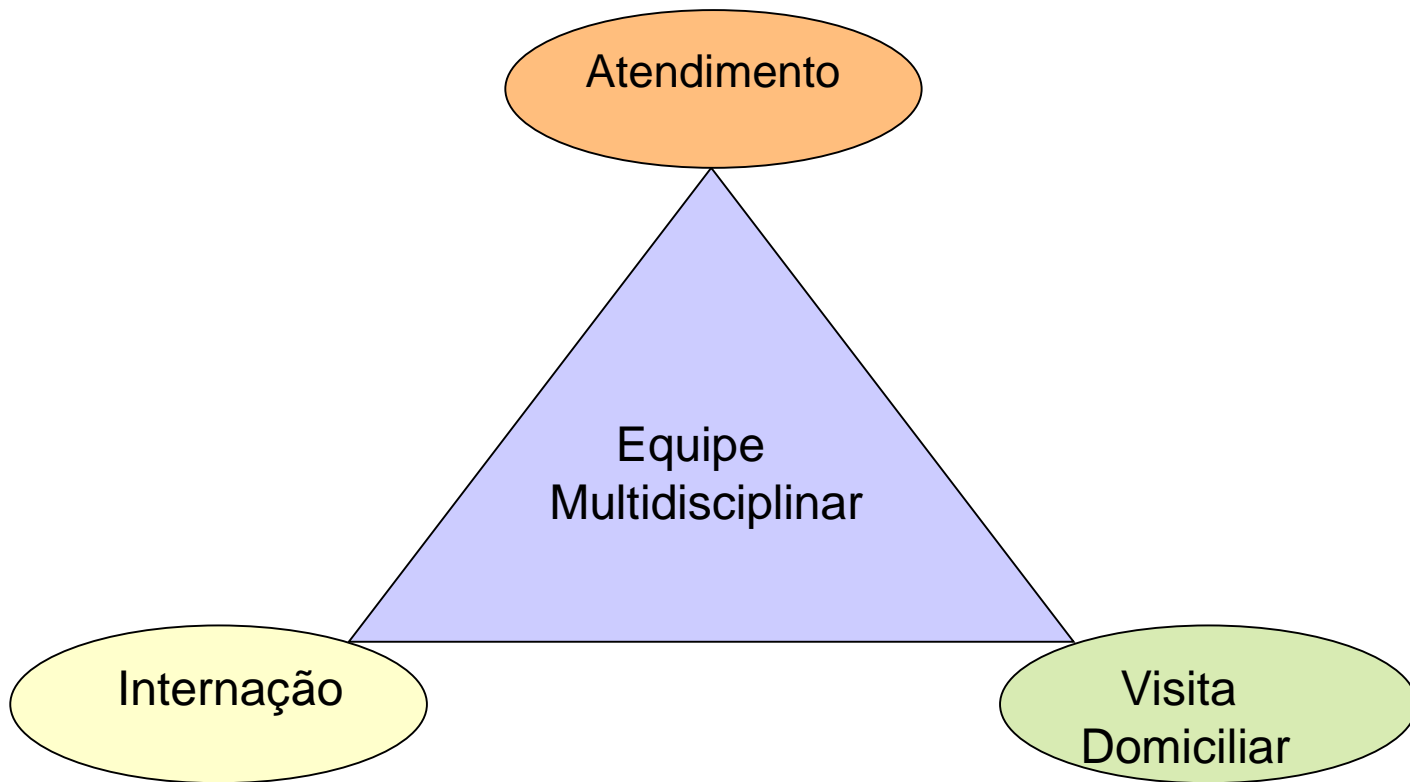 Atendimento
Equipe
Multidisciplinar
Internação
Visita
Domiciliar